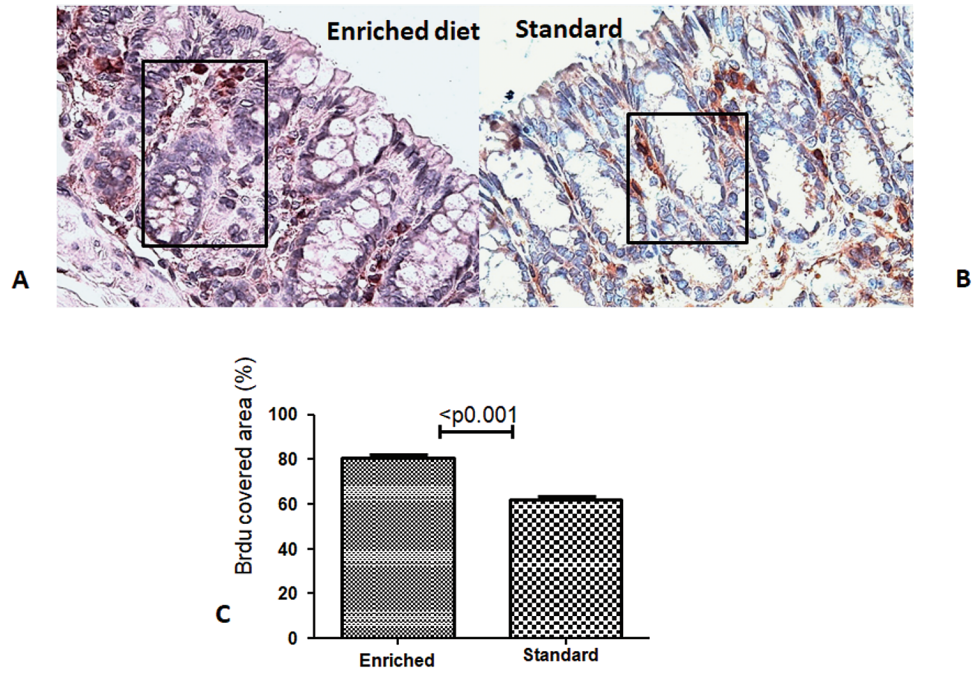 Enriched diet
Standard
A
B
Brdu covered area (%)
<p0.001
100
80
60
40
20
0
C
Enriched
Standard